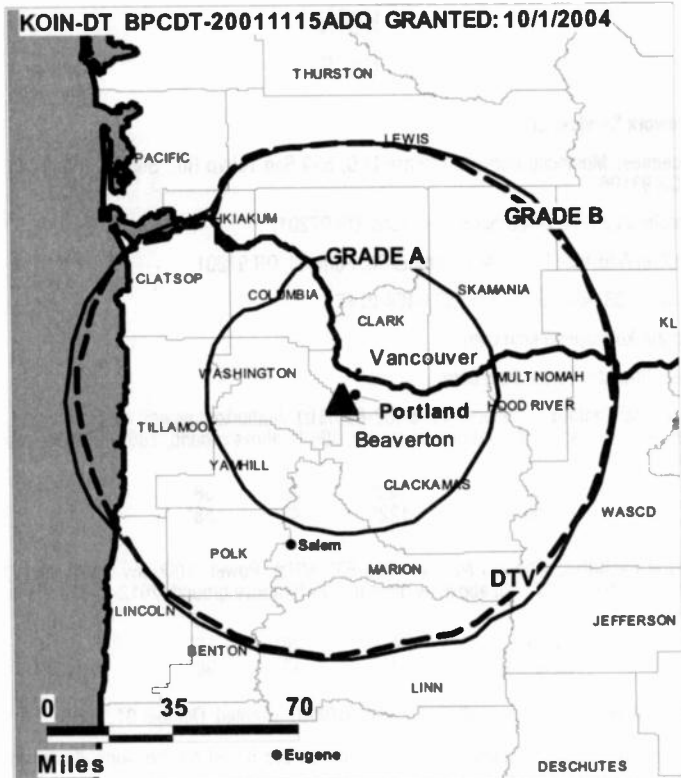 KOIN-DT BPCDT-20011115ADQ GRANTED: 10/1/2004
THURSTON
LEWIS
PACIFIC
GRADE B
KIAKUM
GRADE A
CLATSOP
COLUMBIA
SKAMANIA
CLARK
KL
Vancouver
WASHINGTON
MULTNOMAH
HOOD RIVER
Portland
TILLAMOOK
Beaverton
YAMHILL
CLACKAMAS
WASCD
Salem
POLK
MARION
DTV
LINCOLN
JEFFERSON
BENTON
LINN
0 35 70
Miles
Eugene
DESCHUTES